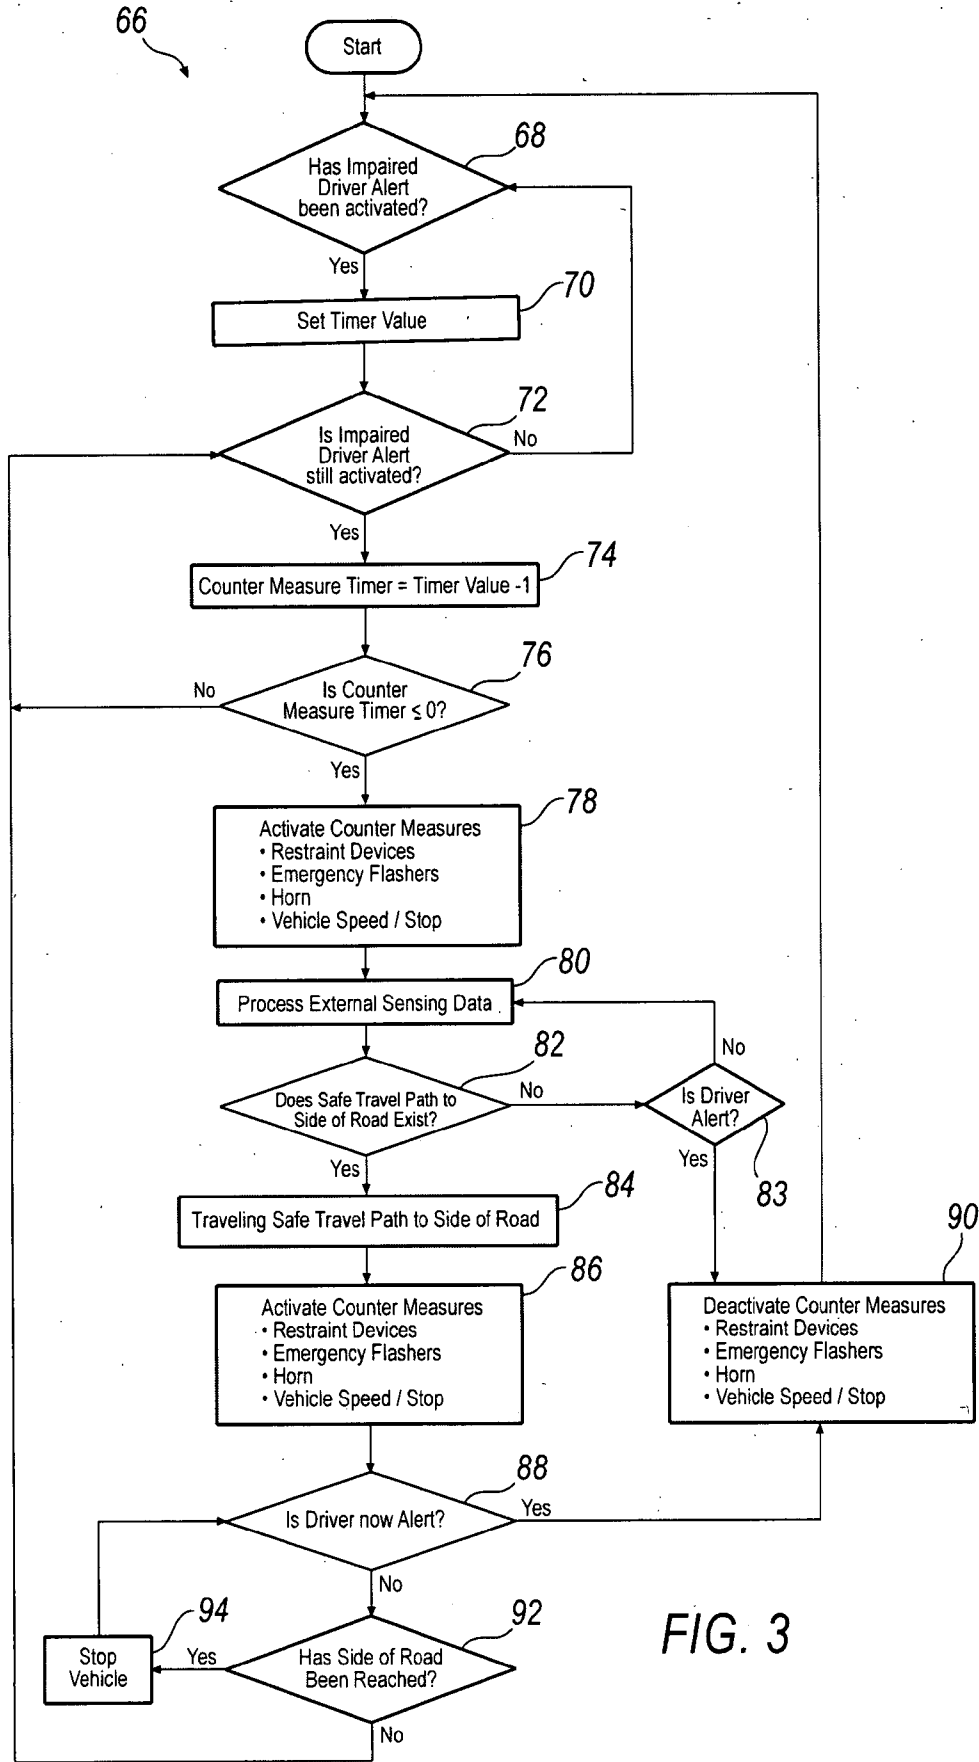 66
Start
68
Has Impaired
Driver Alert
been activated?
Yes
70
Set Timer Value
72
Is Impaired
Driver Alert
still activated?
No
Yes
74
Counter Measure Timer = Timer Value -1
76
Is Counter
Measure Timer ≤ 0?
No
Yes
78
Activate Counter Measures
• Restraint Devices
• Emergency Flashers
• Horn
• Vehicle Speed / Stop
80
Process External Sensing Data
82
Does Safe Travel Path to
Side of Road Exist?
No
Is Driver
Alert?
No
Yes
83
Yes
84
Traveling Safe Travel Path to Side of Road
86
Activate Counter Measures
• Restraint Devices
• Emergency Flashers
• Horn
• Vehicle Speed / Stop
90
Deactivate Counter Measures
• Restraint Devices
• Emergency Flashers
• Horn
• Vehicle Speed / Stop
88
Is Driver now Alert?
Yes
No
92
Has Side of Road
Been Reached?
Yes
94
Stop
Vehicle
No
FIG. 3